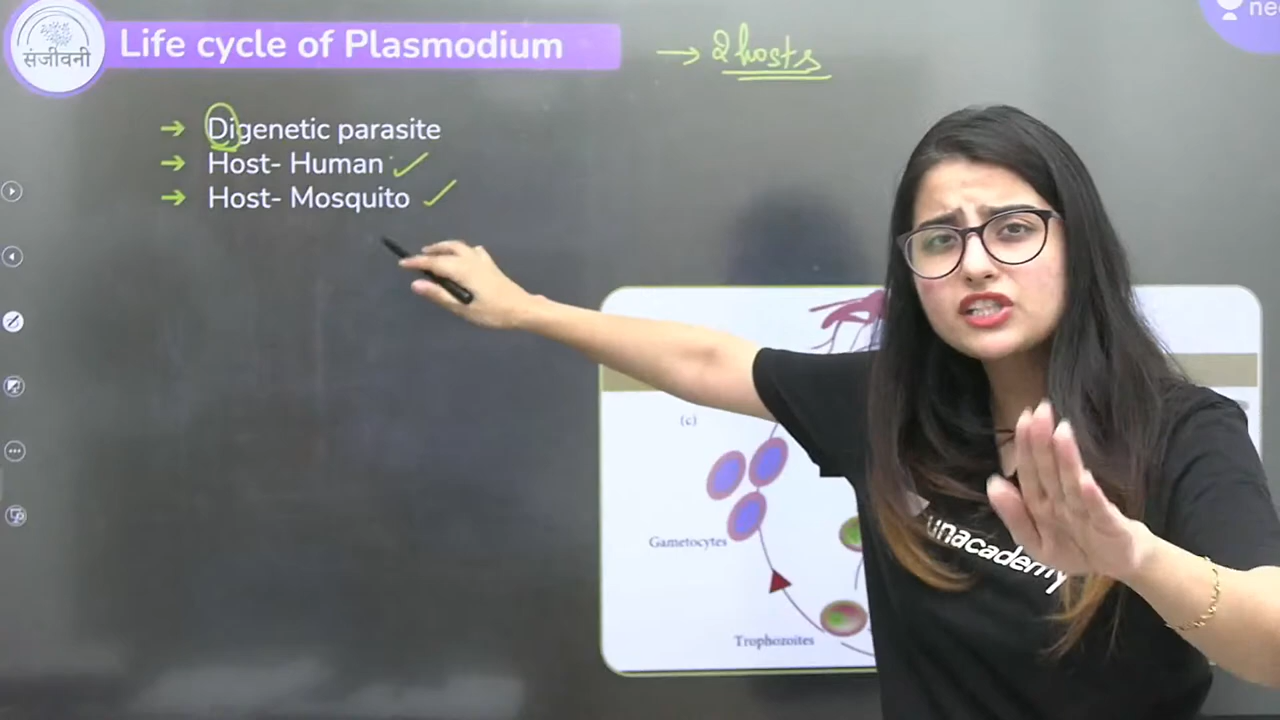 संजीवनी
Life cycle of Plasmodium
→ 2 hosts
➔ Digenetic parasite
➔ Host- Human ✓
➔ Host- Mosquito ✓
(c)
Gametocytes
Trophozoites
unacademy